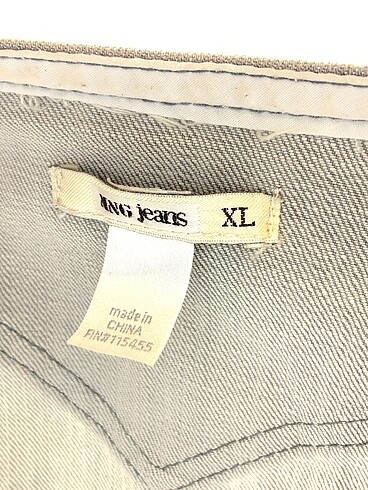 MNG jeans XL
made in
CHINA
RN#115455